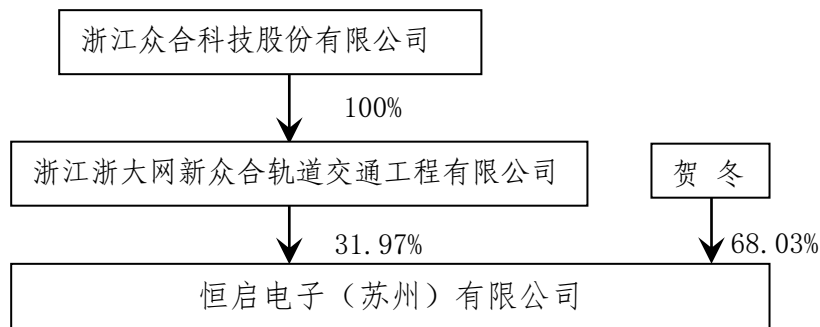 浙江众合科技股份有限公司
100%
浙江浙大网新众合轨道交通工程有限公司
贺 冬
31.97%
68.03%
恒启电子（苏州）有限公司